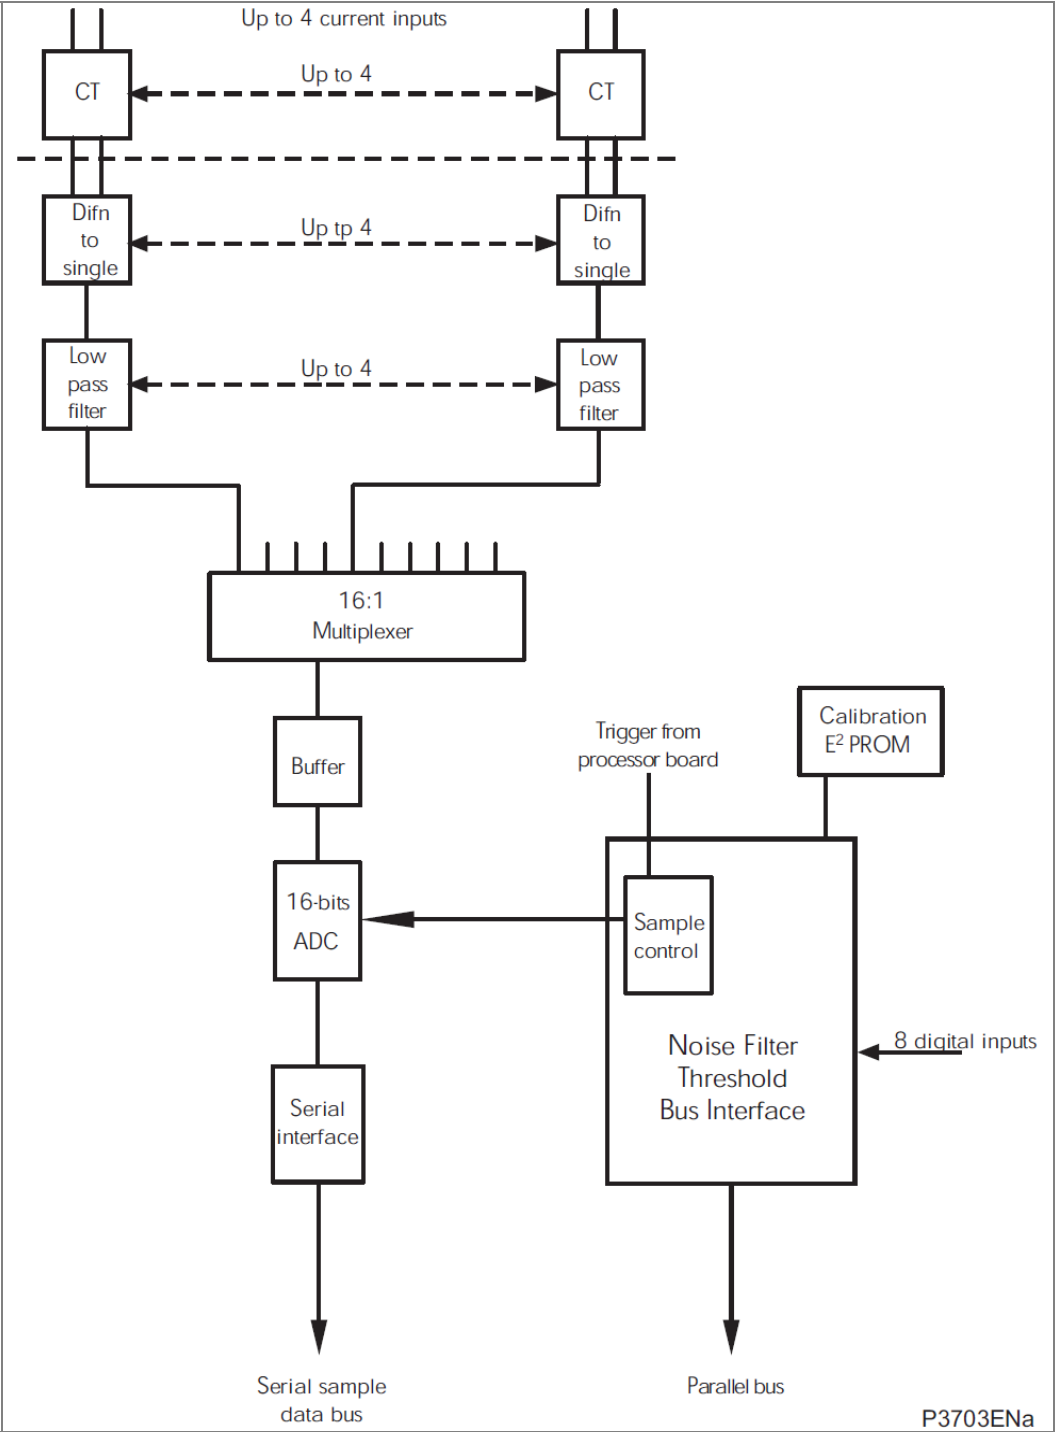 Up to 4 current inputs
CT
Up to 4
CT
Difn
to
single
Up tp 4
Difn
to
single
Low
pass
filter
Up to 4
Low
pass
filter
16:1
Multiplexer
Buffer
Trigger from
processor board
Calibration
E² PROM
16-bits
ADC
Sample
control
Noise Filter
Threshold
Bus Interface
8 digital inputs
Serial
interface
Serial sample
data bus
Parallel bus
P3703ENa